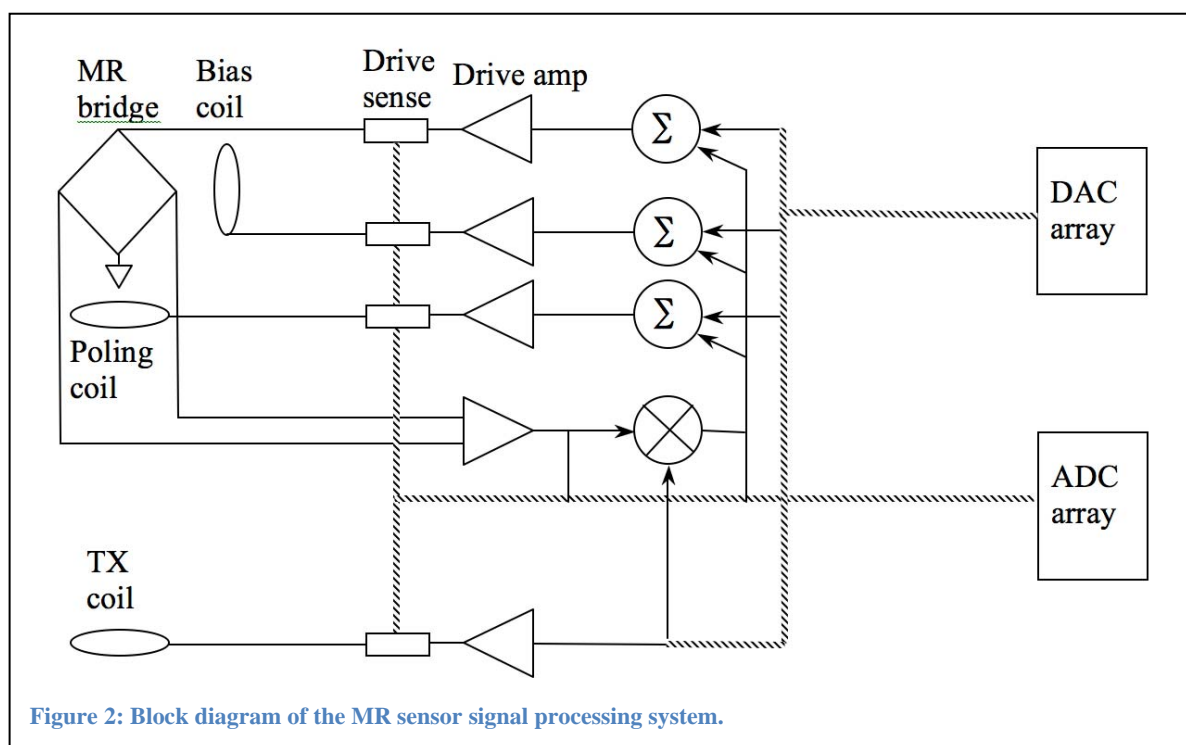 MR
bridge
Bias
coil
Drive
sense
Drive amp
Σ
DAC
array
Σ
Σ
Poling
coil
ADC
array
TX
coil
Figure 2: Block diagram of the MR sensor signal processing system.